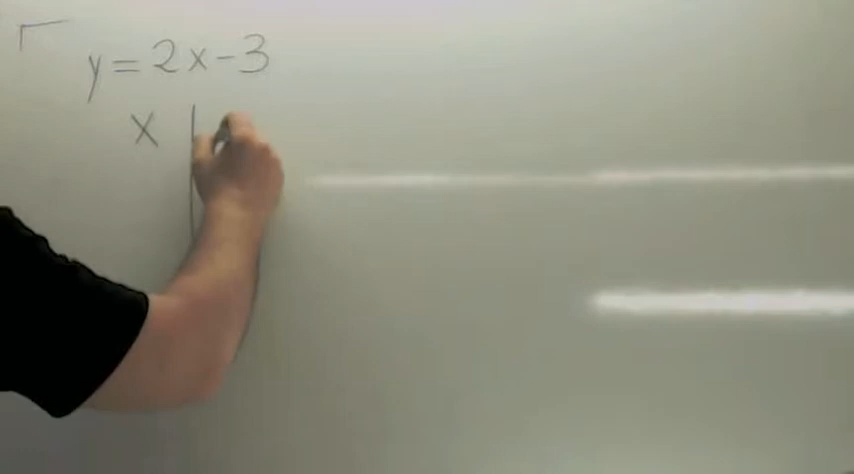 y = 2x - 3
x